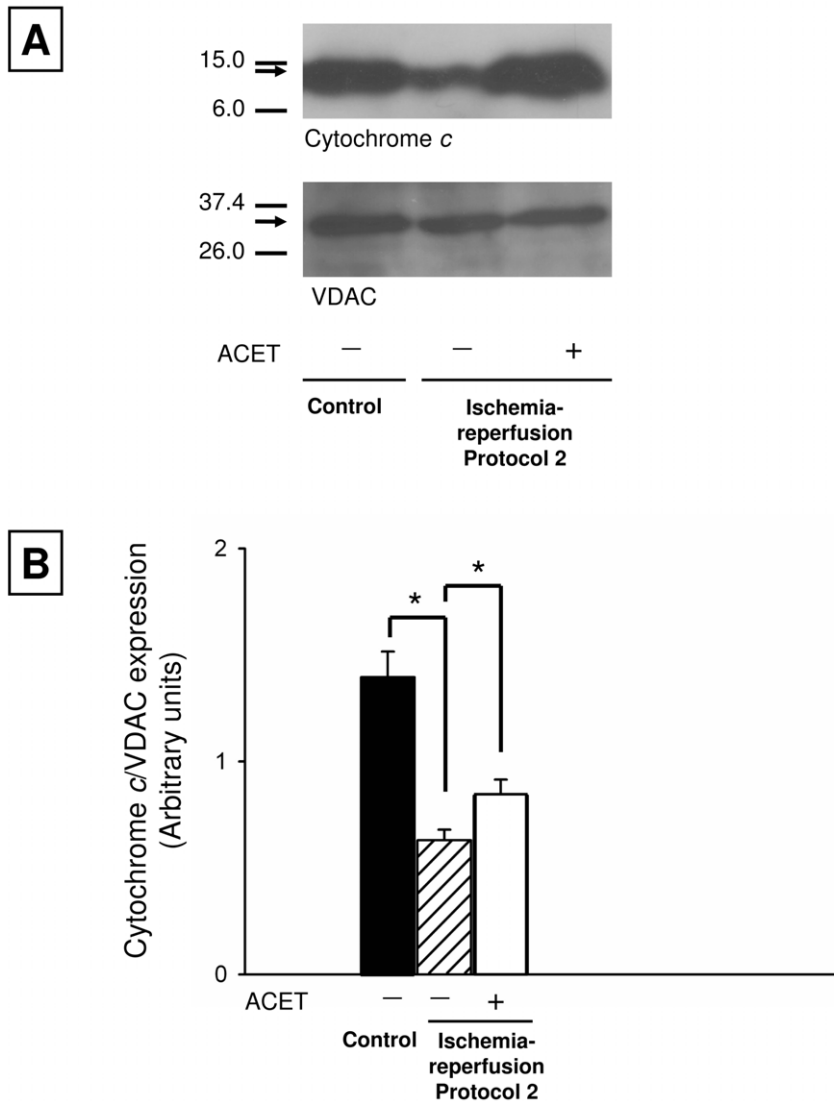 A
15.0
6.0
Cytochrome c
37.4
26.0
VDAC
ACET – – +
Control
Ischemia-
reperfusion
Protocol 2
B
Cytochrome c/VDAC expression
(Arbitrary units)
2
1
0
*
*
ACET – – +
Control
Ischemia-
reperfusion
Protocol 2